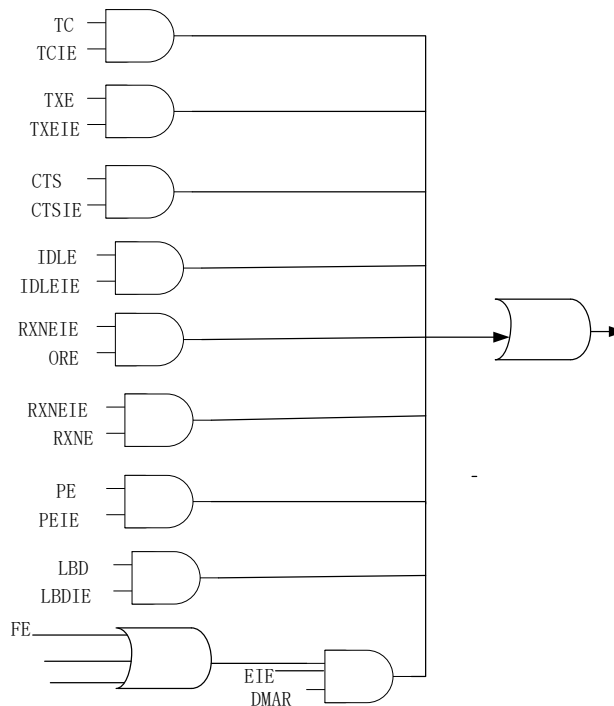 TC
TCIE
TXE
TXEIE
CTS
CTSIE
IDLE
IDLEIE
RXNEIE
ORE
RXNEIE
RXNE
PE
PEIE
LBD
LBDIE
FE
EIE
DMAR